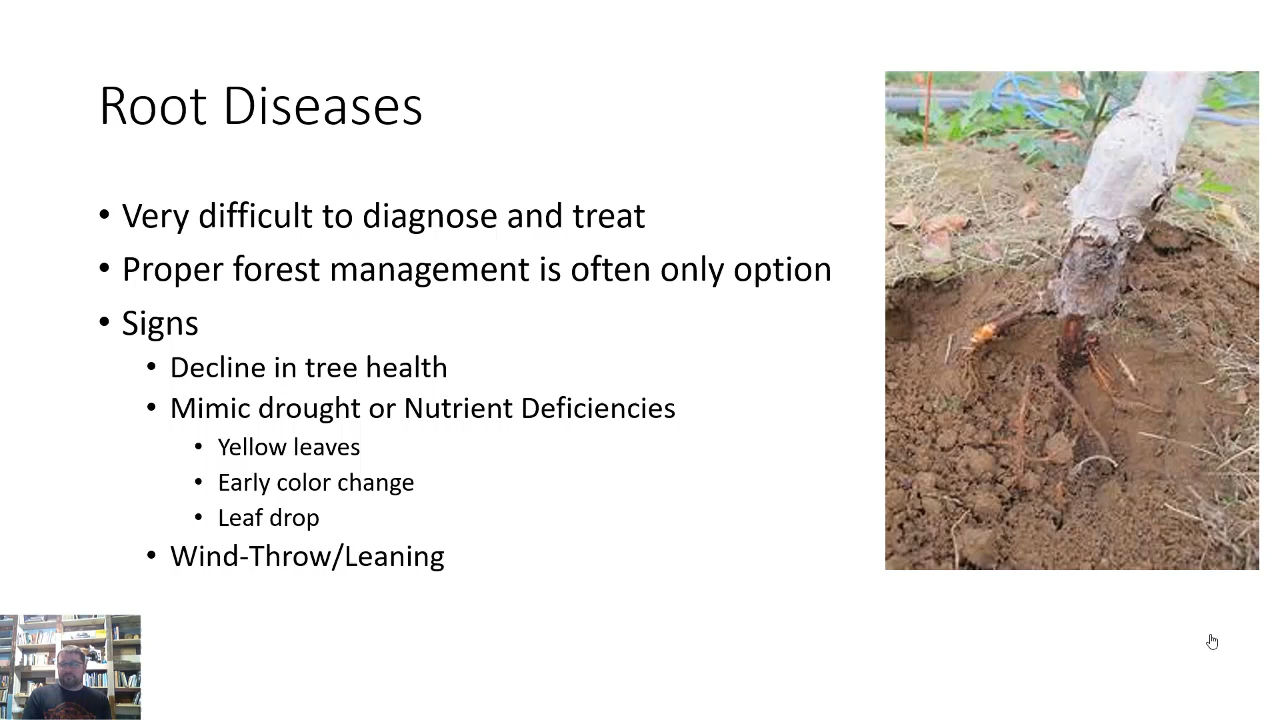 Root Diseases
• Very difficult to diagnose and treat
• Proper forest management is often only option
• Signs
• Decline in tree health
• Mimic drought or Nutrient Deficiencies
• Yellow leaves
• Early color change
• Leaf drop
• Wind-Throw/Leaning